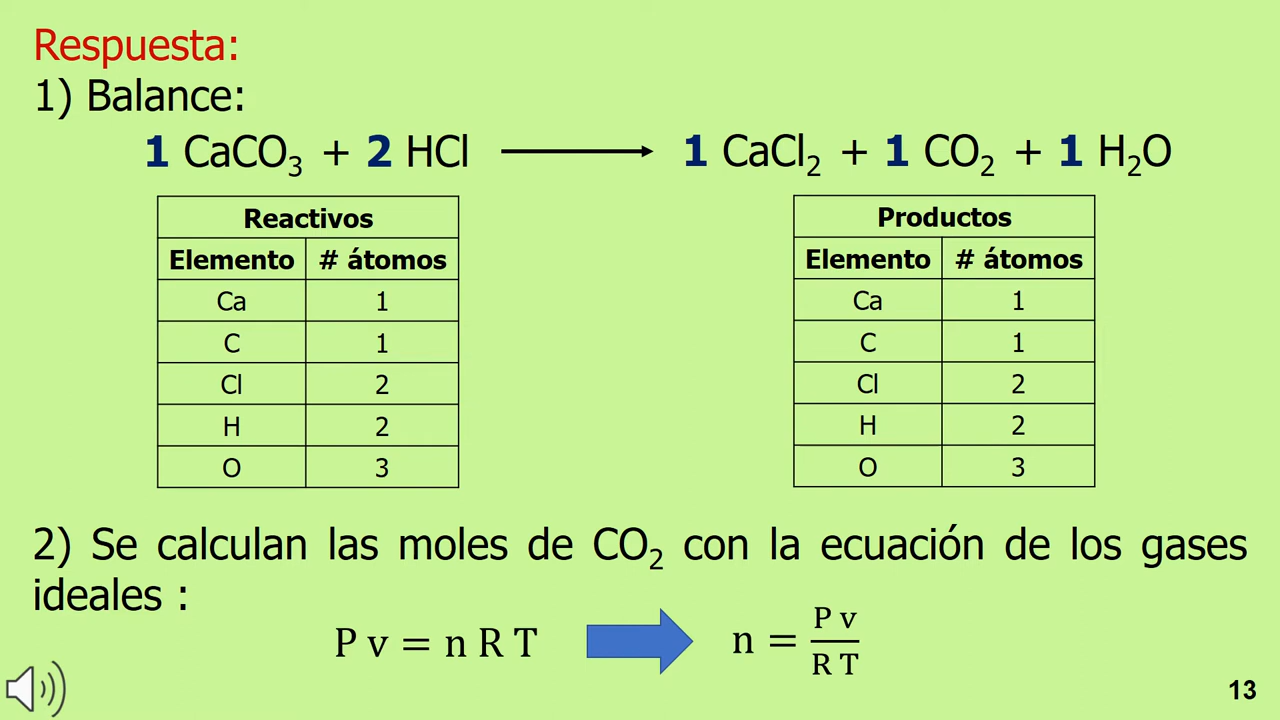 Respuesta:
1) Balance:
1 CaCO₃ + 2 HCl ⟶ 1 CaCl₂ + 1 CO₂ + 1 H₂O
Reactivos
Elemento # átomos
Ca 1
C 1
Cl 2
H 2
O 3
Productos
Elemento # átomos
Ca 1
C 1
Cl 2
H 2
O 3
2) Se calculan las moles de CO₂ con la ecuación de los gases
ideales :
P v = n R T
n = P v / R T
13